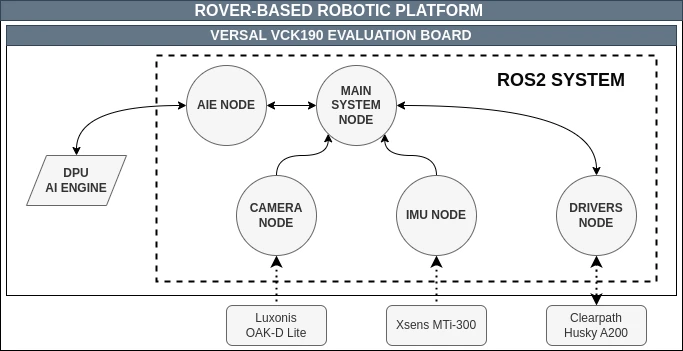 ROVER-BASED ROBOTIC PLATFORM
VERSAL VCK190 EVALUATION BOARD
ROS2 SYSTEM
AIE NODE
MAIN
SYSTEM
NODE
DPU
AI ENGINE
CAMERA
NODE
IMU NODE
DRIVERS
NODE
Luxonis
OAK-D Lite
Xsens MTi-300
Clearpath
Husky A200